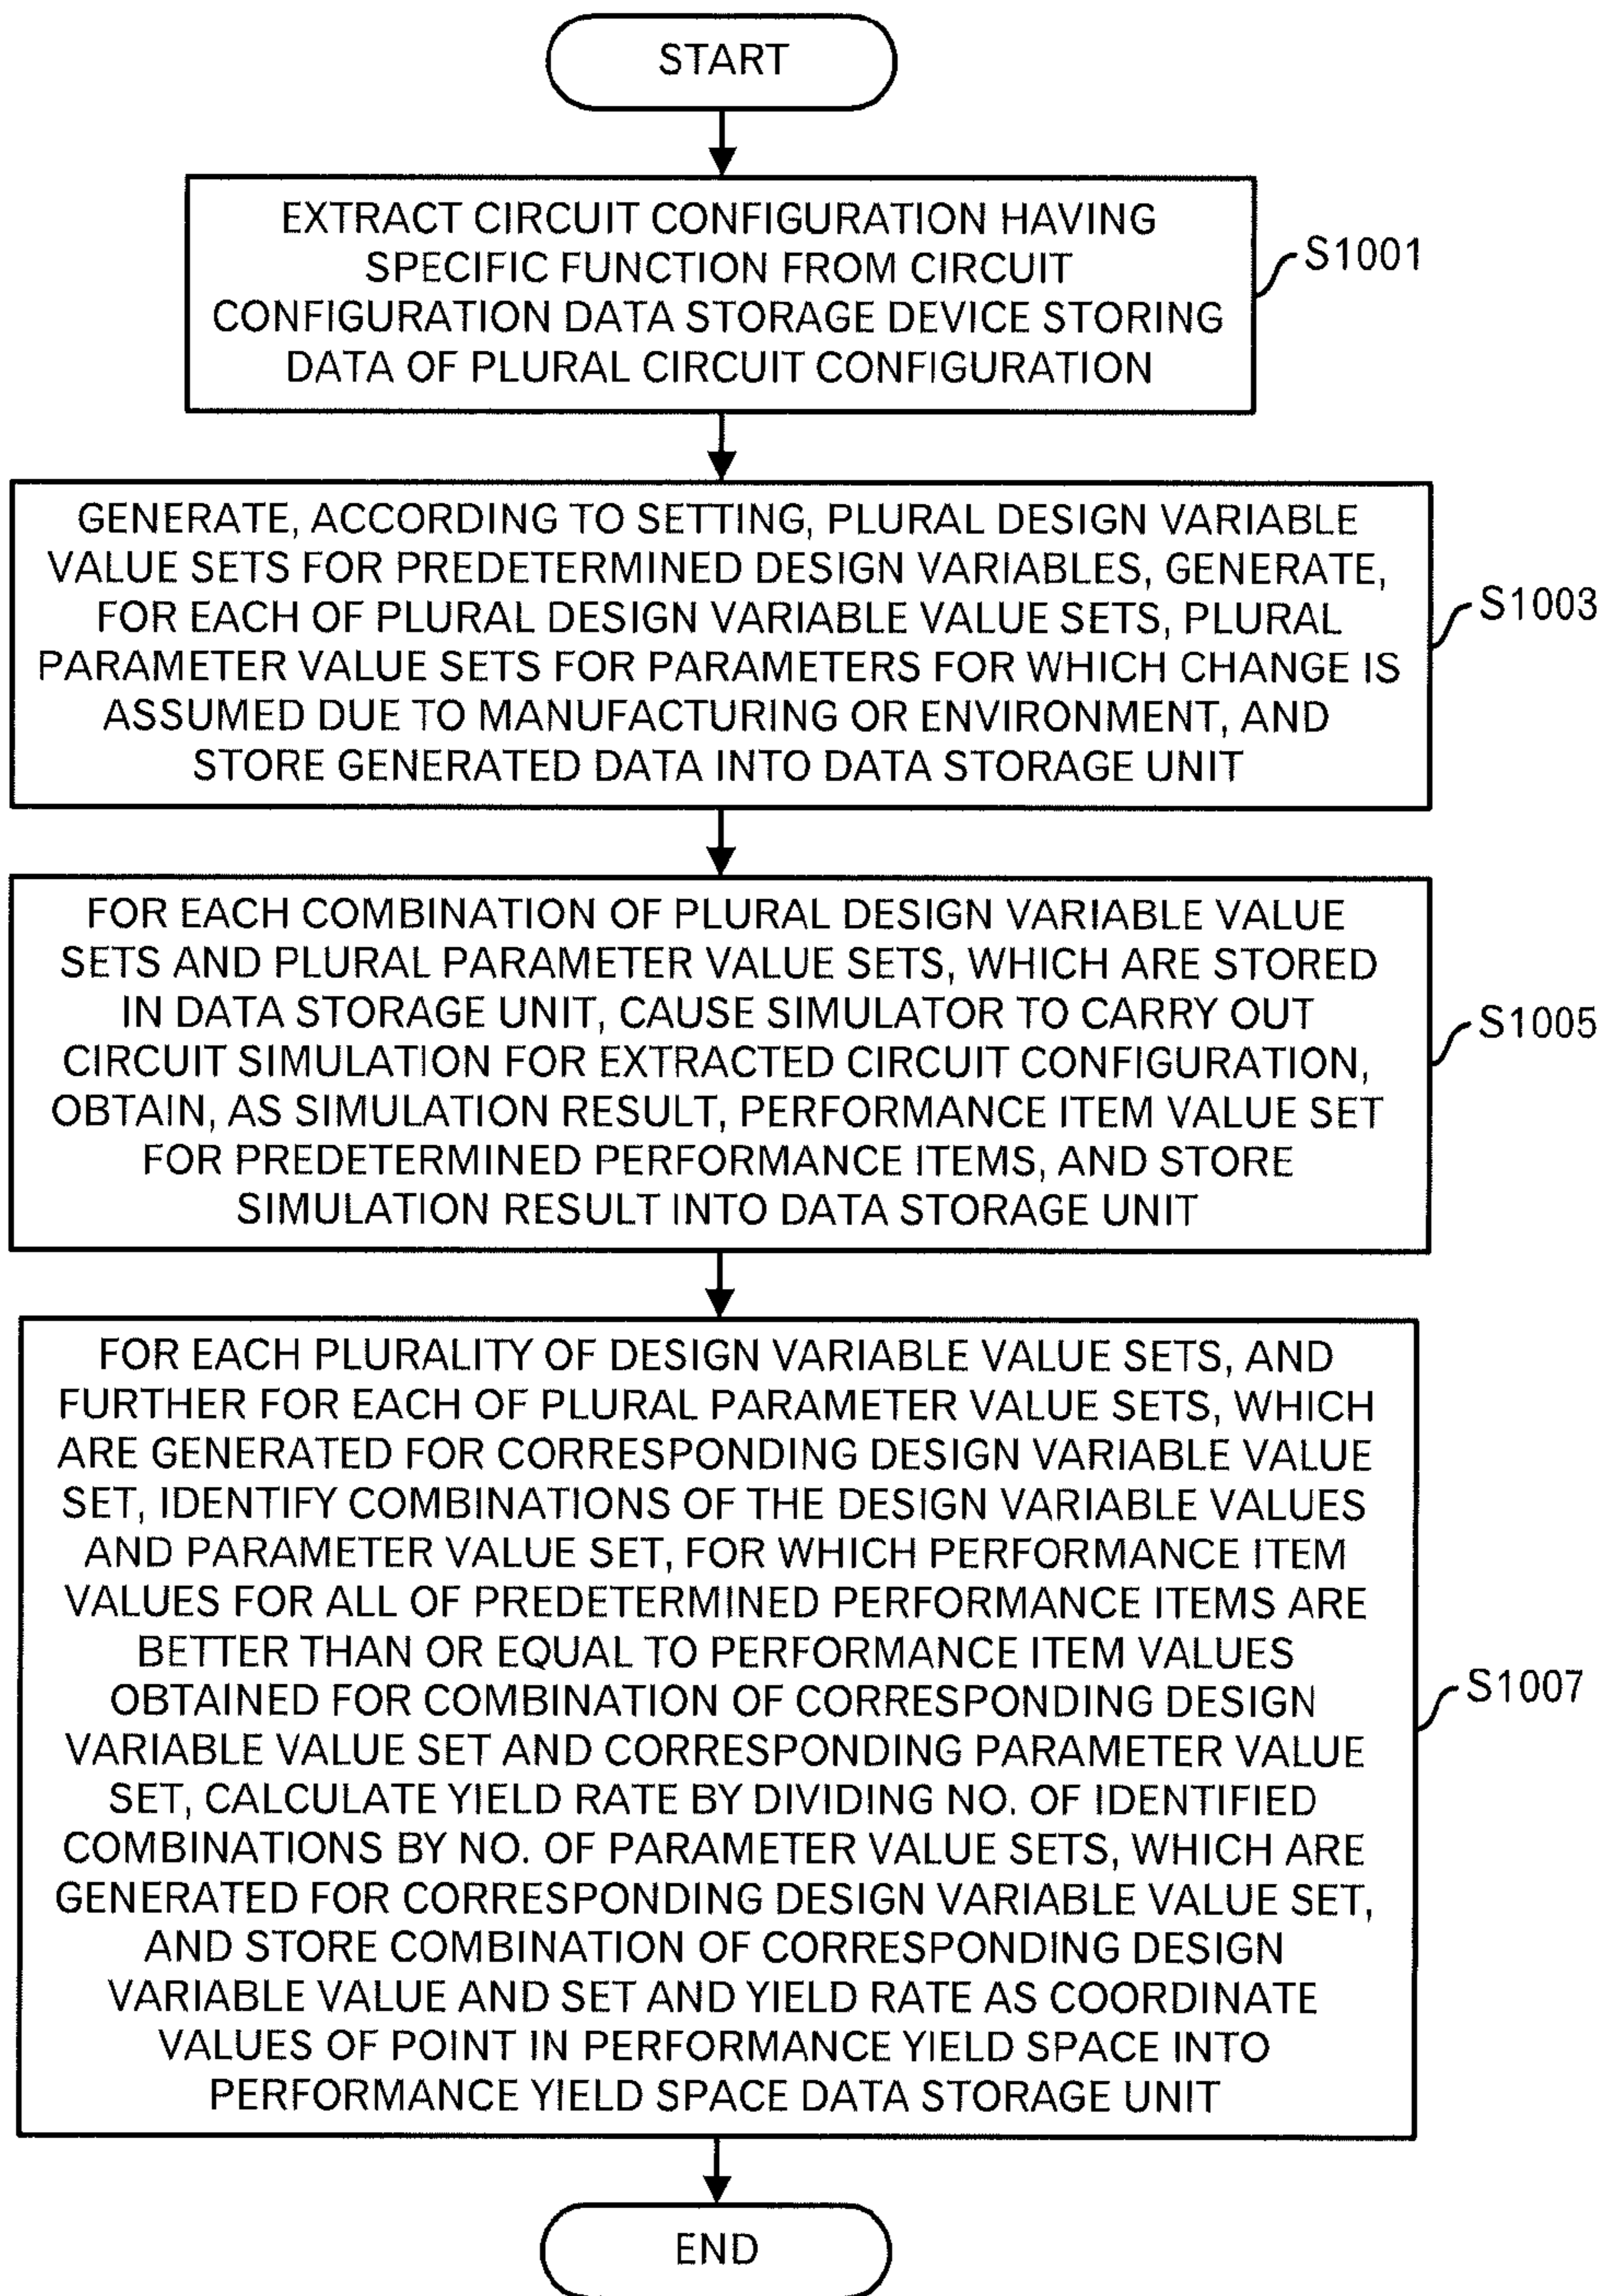 START
EXTRACT CIRCUIT CONFIGURATION HAVING
SPECIFIC FUNCTION FROM CIRCUIT
CONFIGURATION DATA STORAGE DEVICE STORING
DATA OF PLURAL CIRCUIT CONFIGURATION
S1001
GENERATE, ACCORDING TO SETTING, PLURAL DESIGN VARIABLE
VALUE SETS FOR PREDETERMINED DESIGN VARIABLES, GENERATE,
FOR EACH OF PLURAL DESIGN VARIABLE VALUE SETS, PLURAL
PARAMETER VALUE SETS FOR PARAMETERS FOR WHICH CHANGE IS
ASSUMED DUE TO MANUFACTURING OR ENVIRONMENT, AND
STORE GENERATED DATA INTO DATA STORAGE UNIT
S1003
FOR EACH COMBINATION OF PLURAL DESIGN VARIABLE VALUE
SETS AND PLURAL PARAMETER VALUE SETS, WHICH ARE STORED
IN DATA STORAGE UNIT, CAUSE SIMULATOR TO CARRY OUT
CIRCUIT SIMULATION FOR EXTRACTED CIRCUIT CONFIGURATION,
OBTAIN, AS SIMULATION RESULT, PERFORMANCE ITEM VALUE SET
FOR PREDETERMINED PERFORMANCE ITEMS, AND STORE
SIMULATION RESULT INTO DATA STORAGE UNIT
S1005
FOR EACH PLURALITY OF DESIGN VARIABLE VALUE SETS, AND
FURTHER FOR EACH OF PLURAL PARAMETER VALUE SETS, WHICH
ARE GENERATED FOR CORRESPONDING DESIGN VARIABLE VALUE
SET, IDENTIFY COMBINATIONS OF THE DESIGN VARIABLE VALUES
AND PARAMETER VALUE SET, FOR WHICH PERFORMANCE ITEM
VALUES FOR ALL OF PREDETERMINED PERFORMANCE ITEMS ARE
BETTER THAN OR EQUAL TO PERFORMANCE ITEM VALUES
OBTAINED FOR COMBINATION OF CORRESPONDING DESIGN
VARIABLE VALUE SET AND CORRESPONDING PARAMETER VALUE
SET, CALCULATE YIELD RATE BY DIVIDING NO. OF IDENTIFIED
COMBINATIONS BY NO. OF PARAMETER VALUE SETS, WHICH ARE
GENERATED FOR CORRESPONDING DESIGN VARIABLE VALUE SET,
AND STORE COMBINATION OF CORRESPONDING DESIGN
VARIABLE VALUE AND SET AND YIELD RATE AS COORDINATE
VALUES OF POINT IN PERFORMANCE YIELD SPACE INTO
PERFORMANCE YIELD SPACE DATA STORAGE UNIT
S1007
END